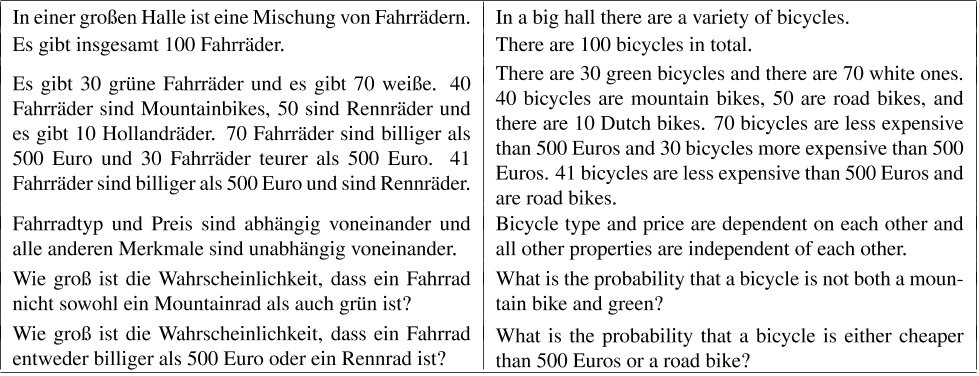 In einer großen Halle ist eine Mischung von Fahrrädern.
Es gibt insgesamt 100 Fahrräder.
Es gibt 30 grüne Fahrräder und es gibt 70 weiße. 40
Fahrräder sind Mountainbikes, 50 sind Rennräder und
es gibt 10 Hollandräder. 70 Fahrräder sind billiger als
500 Euro und 30 Fahrräder teurer als 500 Euro. 41
Fahrräder sind billiger als 500 Euro und sind Rennräder.
Fahrradtyp und Preis sind abhängig voneinander und
alle anderen Merkmale sind unabhängig voneinander.
Wie groß ist die Wahrscheinlichkeit, dass ein Fahrrad
nicht sowohl ein Mountainrad als auch grün ist?
Wie groß ist die Wahrscheinlichkeit, dass ein Fahrrad
entweder billiger als 500 Euro oder ein Rennrad ist?
In a big hall there are a variety of bicycles.
There are 100 bicycles in total.
There are 30 green bicycles and there are 70 white ones.
40 bicycles are mountain bikes, 50 are road bikes, and
there are 10 Dutch bikes. 70 bicycles are less expensive
than 500 Euros and 30 bicycles more expensive than 500
Euros. 41 bicycles are less expensive than 500 Euros and
are road bikes.
Bicycle type and price are dependent on each other and
all other properties are independent of each other.
What is the probability that a bicycle is not both a moun-
tain bike and green?
What is the probability that a bicycle is either cheaper
than 500 Euros or a road bike?